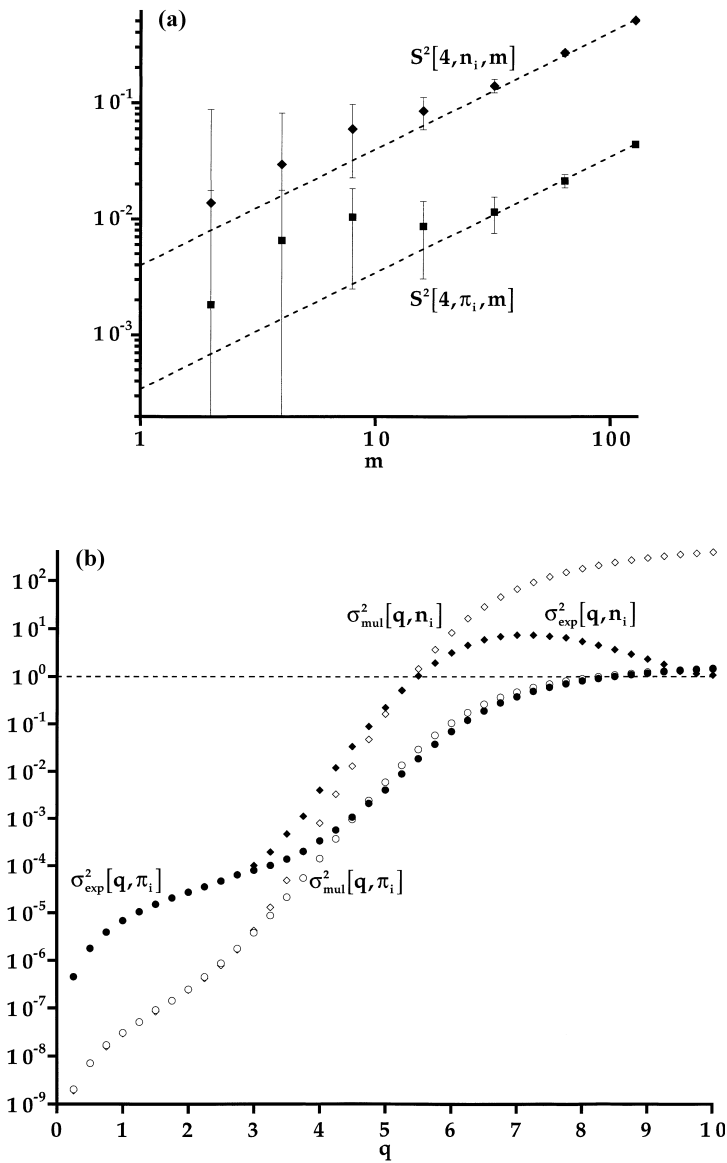 (a)
S²[4,nᵢ,m]
10⁻¹
10⁻²
S²[4,πᵢ,m]
10⁻³
1 10 100
m
(b)
10²
σ²mul[q,nᵢ] σ²exp[q,nᵢ]
10¹
10⁰
10⁻¹
10⁻²
10⁻³
10⁻⁴
σ²exp[q,πᵢ] σ²mul[q,πᵢ]
10⁻⁵
10⁻⁶
10⁻⁷
10⁻⁸
10⁻⁹
0 1 2 3 4 5 6 7 8 9 10
q